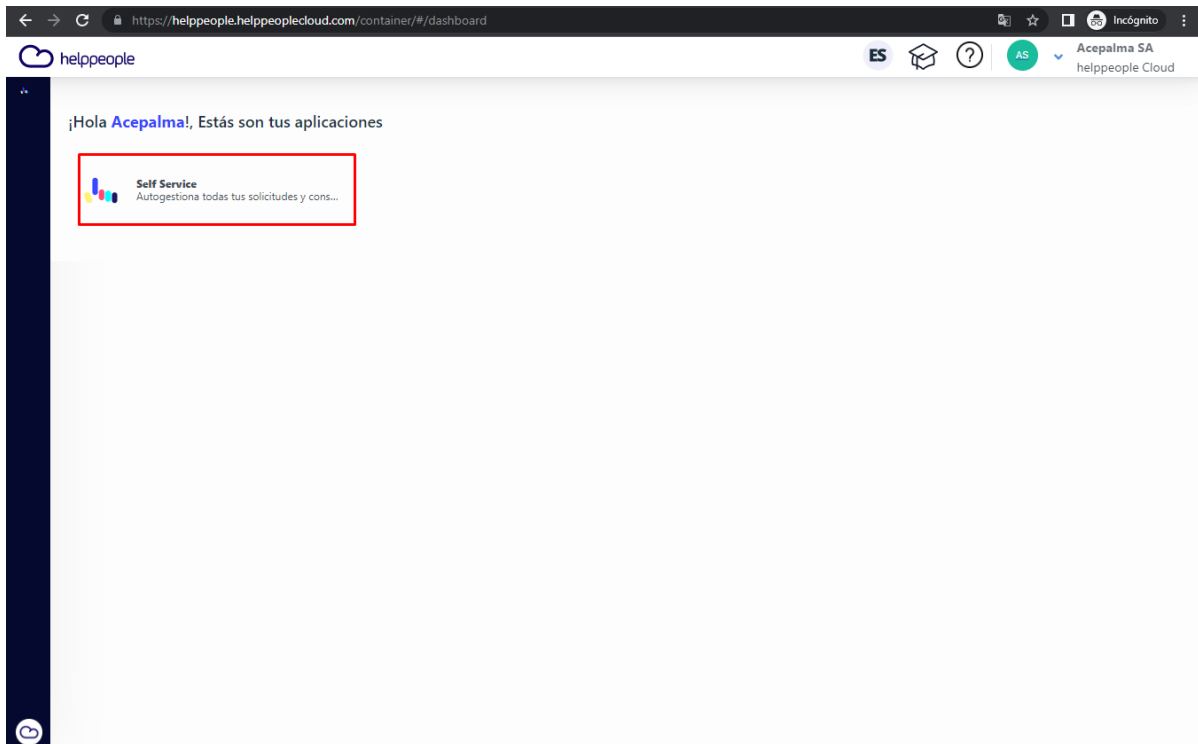 https://helppeople.helppeoplecloud.com/container/#/dashboard
Incógnito
helppeople
ES
?
AS
Acepalma SA
helppeople Cloud
¡Hola Acepalma!, Estás son tus aplicaciones
Self Service
Autogestiona todas tus solicitudes y cons...